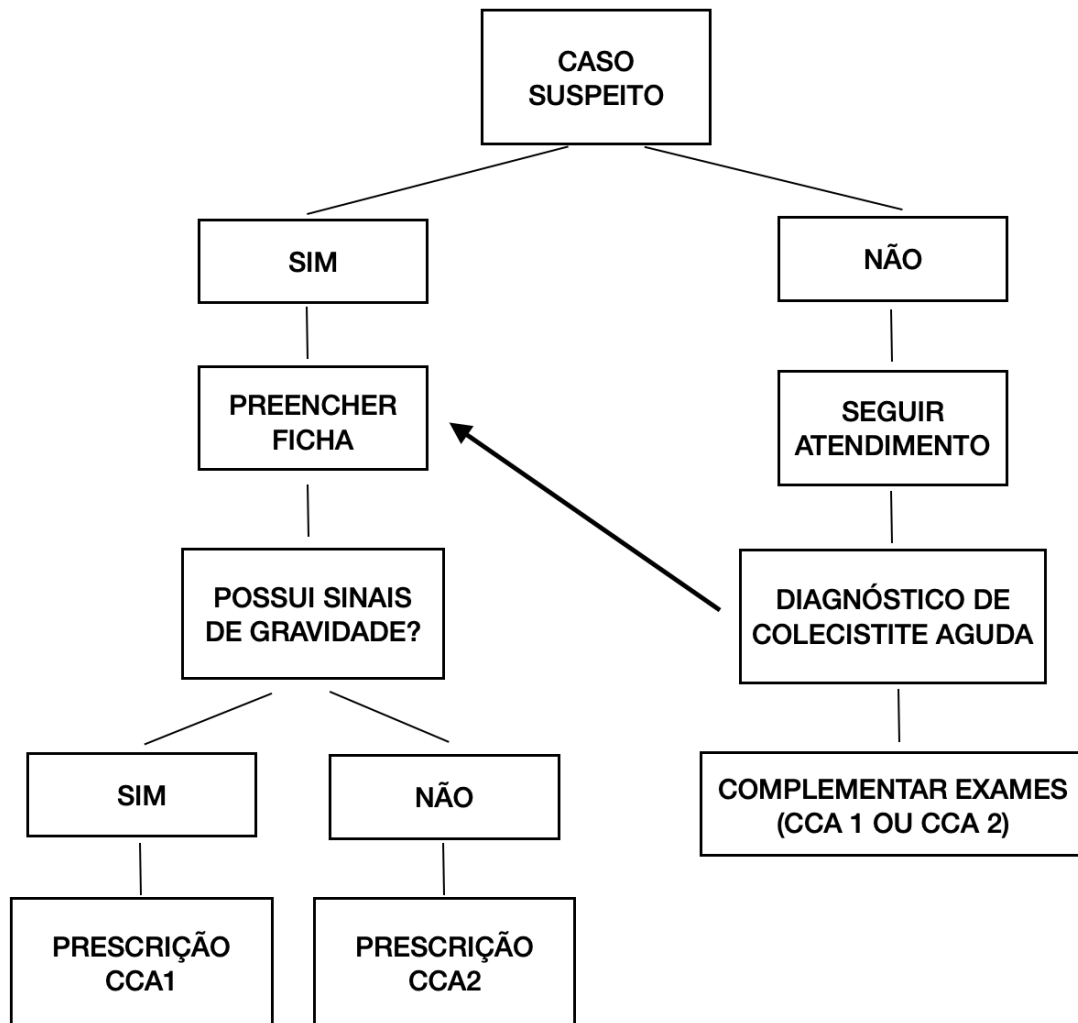 CASO
SUSPEITO
SIM
NÃO
PREENCHER
FICHA
SEGUIR
ATENDIMENTO
POSSUI SINAIS
DE GRAVIDADE?
DIAGNÓSTICO DE
COLECISTITE AGUDA
SIM
NÃO
COMPLEMENTAR EXAMES
(CCA 1 OU CCA 2)
PRESCRIÇÃO
CCA1
PRESCRIÇÃO
CCA2